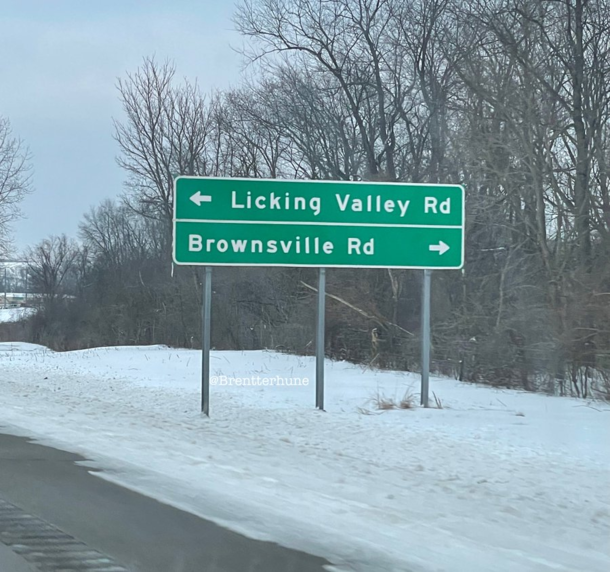 ← Licking Valley Rd
Brownsville Rd →
@Brentterhune